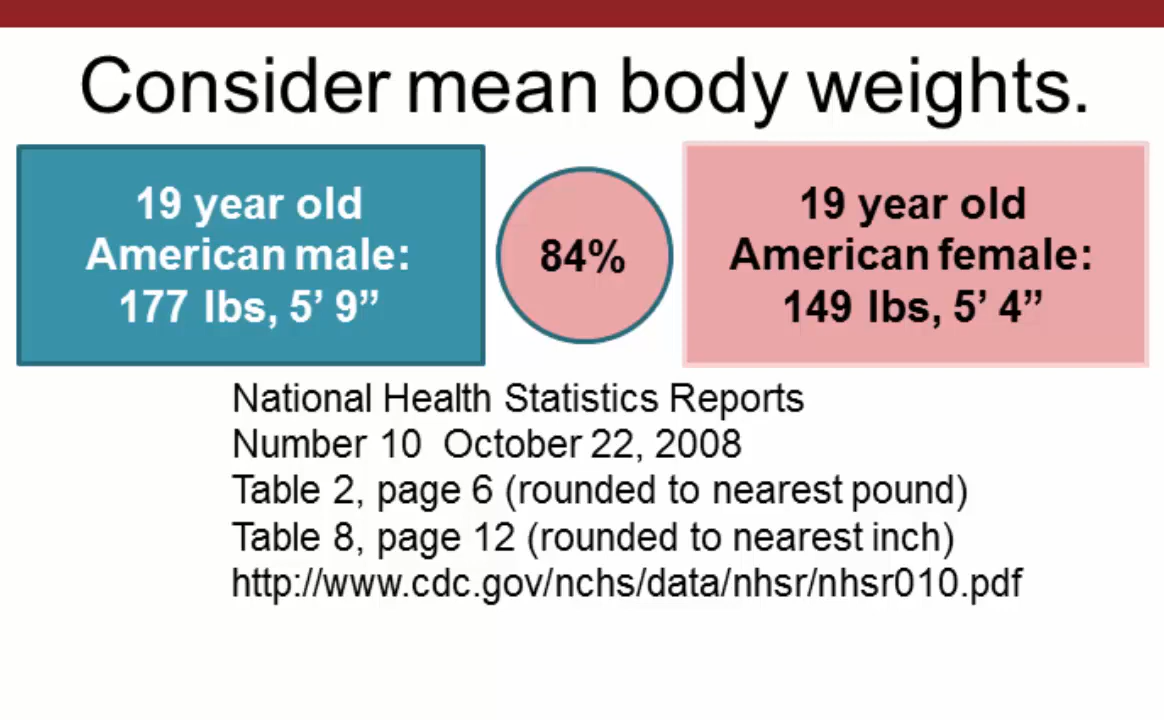 Consider mean body weights.
19 year old
American male:
177 lbs, 5’ 9”
84%
19 year old
American female:
149 lbs, 5’ 4”
National Health Statistics Reports
Number 10  October 22, 2008
Table 2, page 6 (rounded to nearest pound)
Table 8, page 12 (rounded to nearest inch)
http://www.cdc.gov/nchs/data/nhsr/nhsr010.pdf